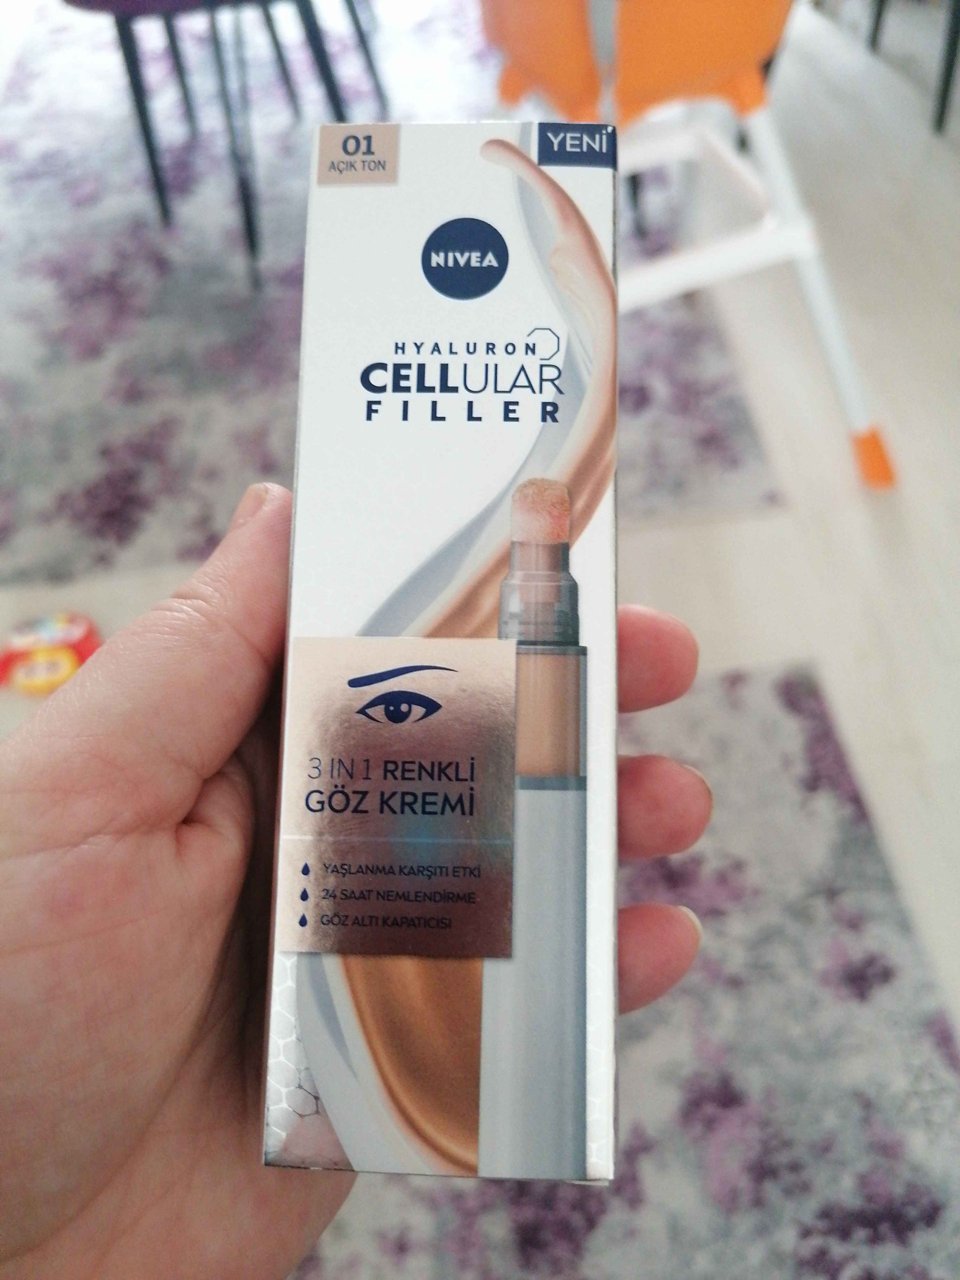 01
AÇIK TON
YENİ
NIVEA
HYALURON
CELLULAR
FILLER
3 IN 1 RENKLİ
GÖZ KREMİ
YAŞLANMA KARŞITI ETKİ
24 SAAT NEMLENDİRME
GÖZ ALTI KAPATICISI